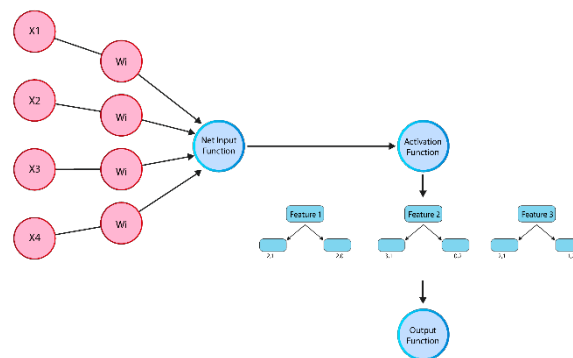 X1
Wi
X2
Wi
Net Input
Function
Activation
Function
X3
Wi
Wi
X4
Feature 1
Feature 2
Feature 3
Output
Function